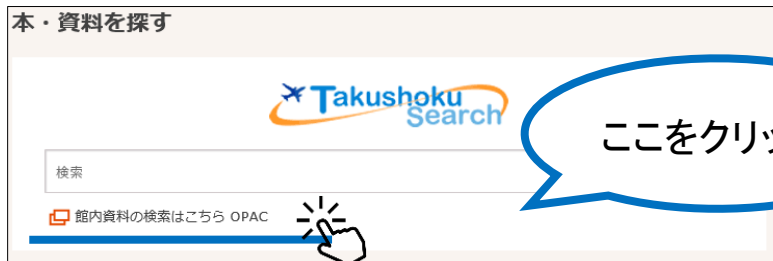 本・資料を探す
Takushoku
Search
検索
館内資料の検索はこちら OPAC
ここをクリッ